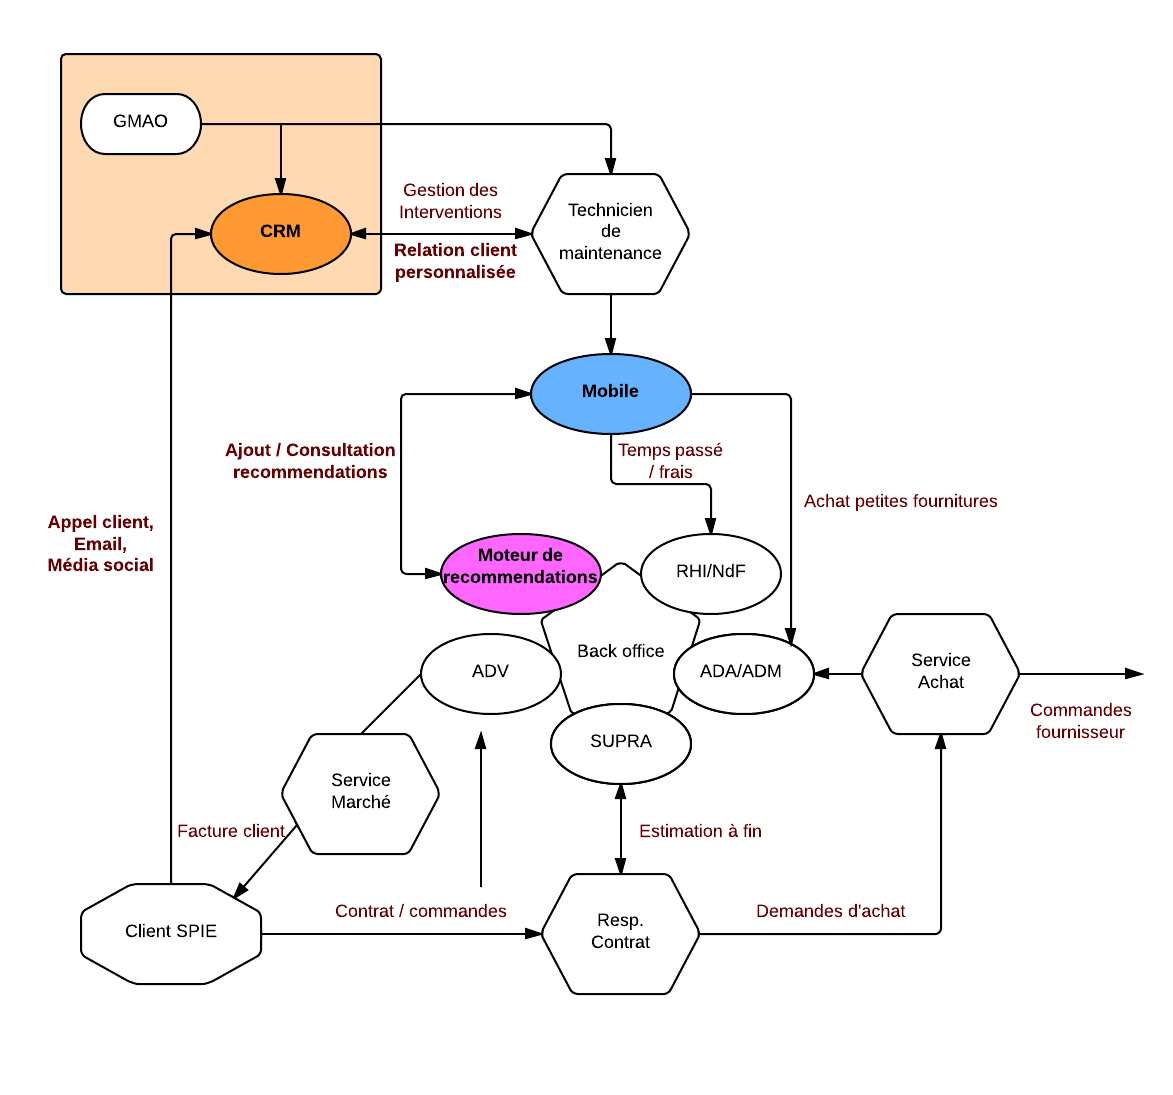 GMAO
CRM
Gestion des
Interventions
Relation client
personnalisée
Technicien
de
maintenance
Mobile
Ajout / Consultation
recommendations
Temps passé
/ frais
Achat petites fournitures
Appel client,
Email,
Média social
Moteur de
recommendations
RHI/NdF
Back office
ADV
ADA/ADM
Service
Achat
Commandes
fournisseur
SUPRA
Service
Marché
Facture client
Estimation à fin
Contrat / commandes
Demandes d'achat
Client SPIE
Resp.
Contrat